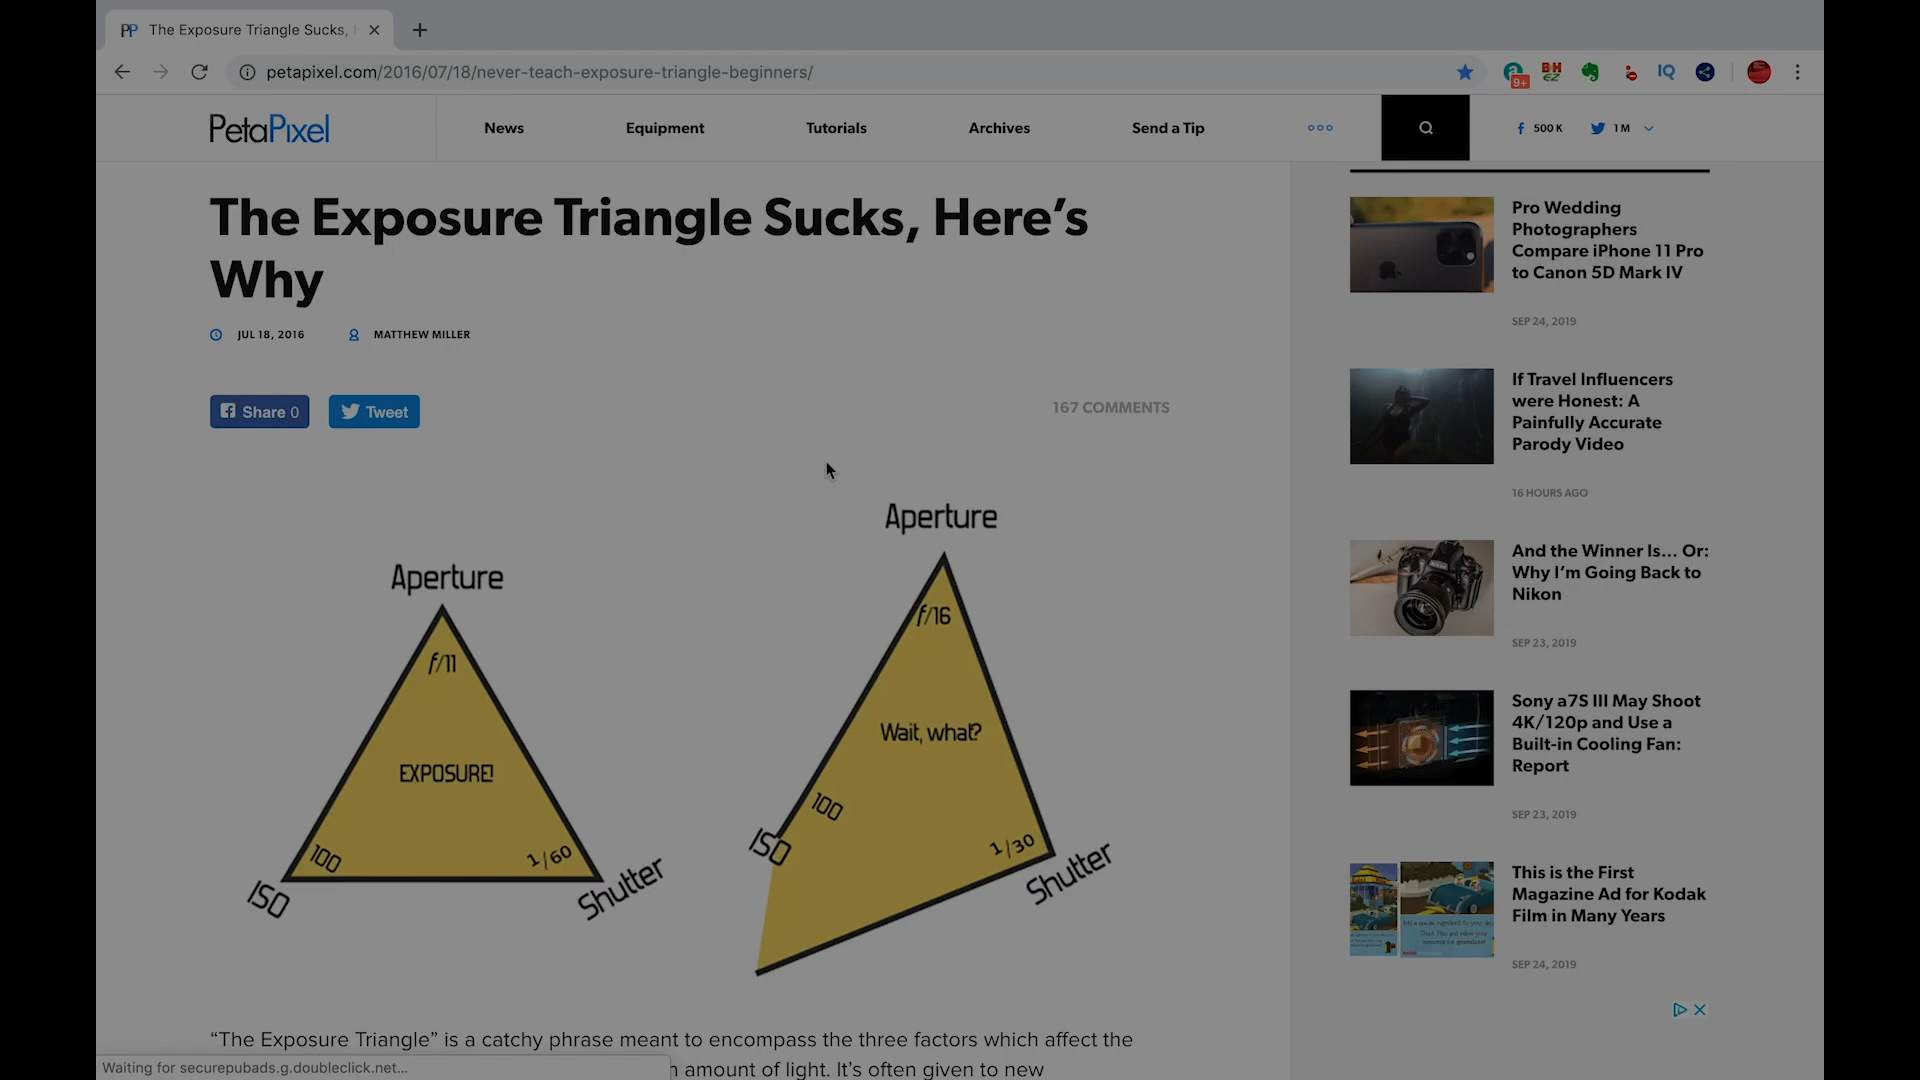 The Exposure Triangle Sucks,
petapixel.com/2016/07/18/never-teach-exposure-triangle-beginners/
9+
B+H
EZ
IQ
PetaPixel
News
Equipment
Tutorials
Archives
Send a Tip
500 K
1 M
The Exposure Triangle Sucks, Here’s
Why
JUL 18, 2016
MATTHEW MILLER
Share 0
Tweet
167 COMMENTS
Aperture
f/11
EXPOSURE!
100
1/60
ISO
Shutter
Aperture
f/16
Wait, what?
100
1/30
ISO
Shutter
“The Exposure Triangle” is a catchy phrase meant to encompass the three factors which affect the
amount of light. It’s often given to new
Waiting for securepubads.g.doubleclick.net...
Pro Wedding
Photographers
Compare iPhone 11 Pro
to Canon 5D Mark IV
SEP 24, 2019
If Travel Influencers
were Honest: A
Painfully Accurate
Parody Video
16 HOURS AGO
And the Winner Is... Or:
Why I’m Going Back to
Nikon
SEP 23, 2019
Sony a7S III May Shoot
4K/120p and Use a
Built-in Cooling Fan:
Report
SEP 23, 2019
This is the First
Magazine Ad for Kodak
Film in Many Years
SEP 24, 2019